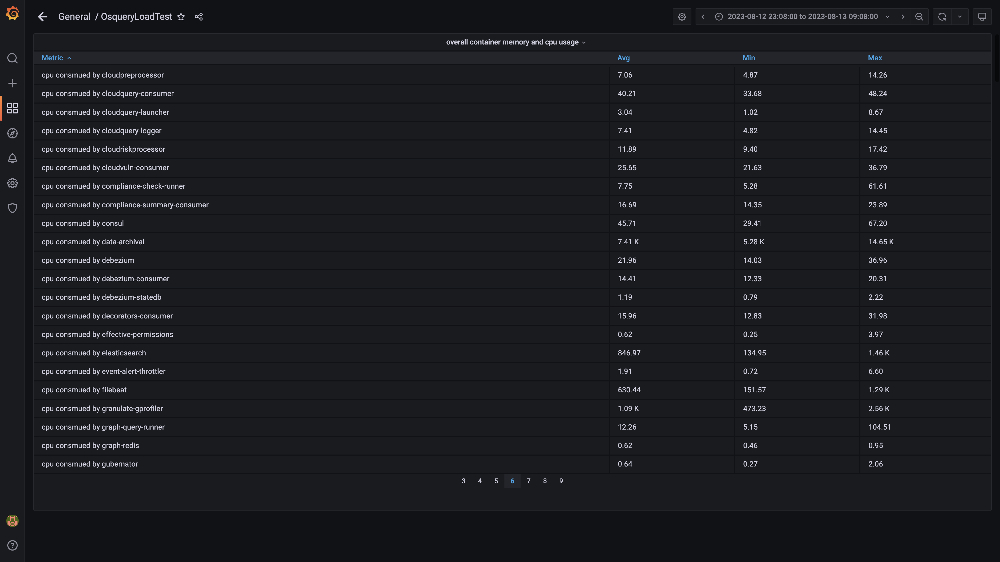 General / OsqueryLoadTest
2023-08-12 23:08:00 to 2023-08-13 09:08:00
overall container memory and cpu usage
Metric Avg Min Max
cpu consmued by cloudpreprocessor 7.06 4.87 14.26
cpu consmued by cloudquery-consumer 40.21 33.68 48.24
cpu consmued by cloudquery-launcher 3.04 1.02 8.67
cpu consmued by cloudquery-logger 7.41 4.82 14.45
cpu consmued by cloudriskprocessor 11.89 9.40 17.42
cpu consmued by cloudvuln-consumer 25.65 21.63 36.79
cpu consmued by compliance-check-runner 7.75 5.28 61.61
cpu consmued by compliance-summary-consumer 16.69 14.35 23.89
cpu consmued by consul 45.71 29.41 67.20
cpu consmued by data-archival 7.41 K 5.28 K 14.65 K
cpu consmued by debezium 21.96 14.03 36.96
cpu consmued by debezium-consumer 14.41 12.33 20.31
cpu consmued by debezium-statedb 1.19 0.79 2.22
cpu consmued by decorators-consumer 15.96 12.83 31.98
cpu consmued by effective-permissions 0.62 0.25 3.97
cpu consmued by elasticsearch 846.97 134.95 1.46 K
cpu consmued by event-alert-throttler 1.91 0.72 6.60
cpu consmued by filebeat 630.44 151.57 1.29 K
cpu consmued by granulate-gprofiler 1.09 K 473.23 2.56 K
cpu consmued by graph-query-runner 12.26 5.15 104.51
cpu consmued by graph-redis 0.62 0.46 0.95
cpu consmued by gubernator 0.64 0.27 2.06
3 4 5 6 7 8 9